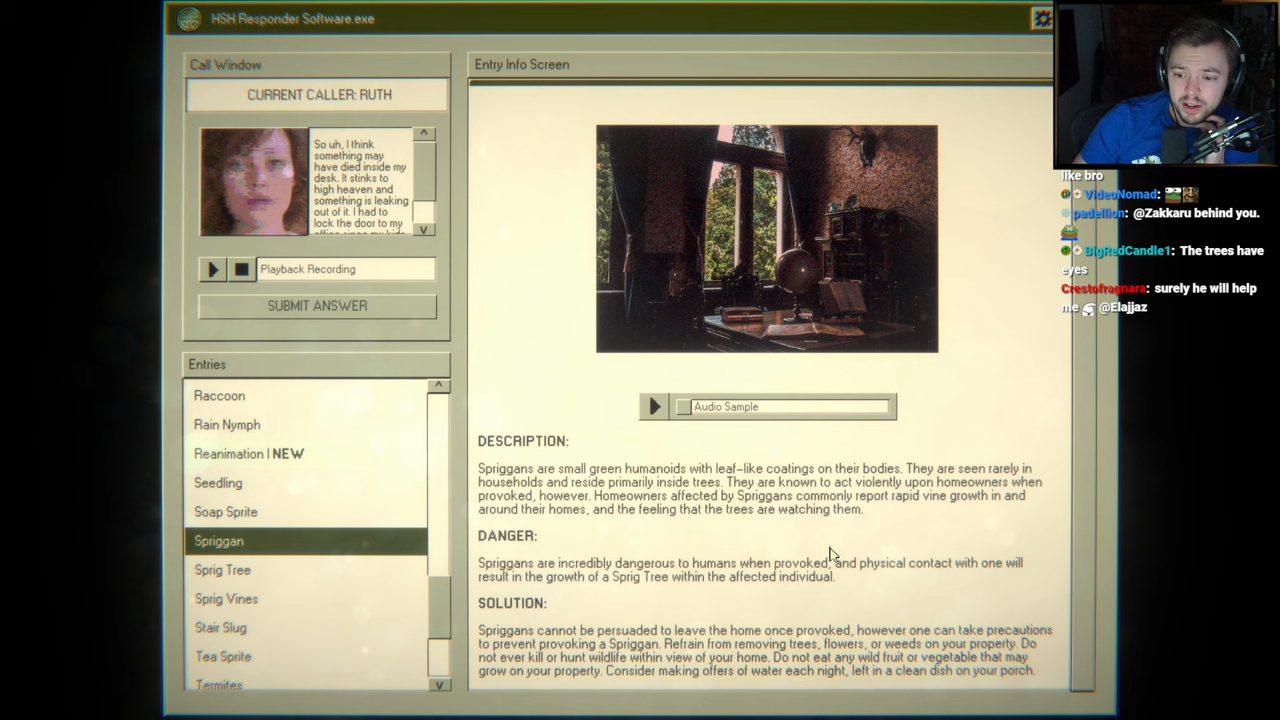 HSH Responder Software.exe
Call Window
CURRENT CALLER: RUTH
So uh, I think
something may
have died inside my
desk. It stinks to
high heaven and
something is leaking
out of it. I had to
lock the door to my
Playback Recording
SUBMIT ANSWER
Entries
Raccoon
Rain Nymph
Reanimation | NEW
Seedling
Soap Sprite
Spriggan
Sprig Tree
Sprig Vines
Stair Slug
Tea Sprite
Termites
Entry Info Screen
Audio Sample
DESCRIPTION:
Spriggans are small green humanoids with leaf-like coatings on their bodies. They are seen rarely in
households and reside primarily inside trees. They are known to act violently upon homeowners when
provoked, however. Homeowners affected by Spriggans commonly report rapid vine growth in and
around their homes, and the feeling that the trees are watching them.
DANGER:
Spriggans are incredibly dangerous to humans when provoked, and physical contact with one will
result in the growth of a Sprig Tree within the affected individual.
SOLUTION:
Spriggans cannot be persuaded to leave the home once provoked, however one can take precautions
to prevent provoking a Spriggan. Refrain from removing trees, flowers, or weeds on your property. Do
not ever kill or hunt wildlife within view of your home. Do not eat any wild fruit or vegetable that may
grow on your property. Consider making offers of water each night, left in a clean dish on your porch.
like bro
VideoNomad:
padellion: @Zakkaru behind you.
BigRedCandle1: The trees have
eyes
Crestofragnara: surely he will help
me @Elajjaz